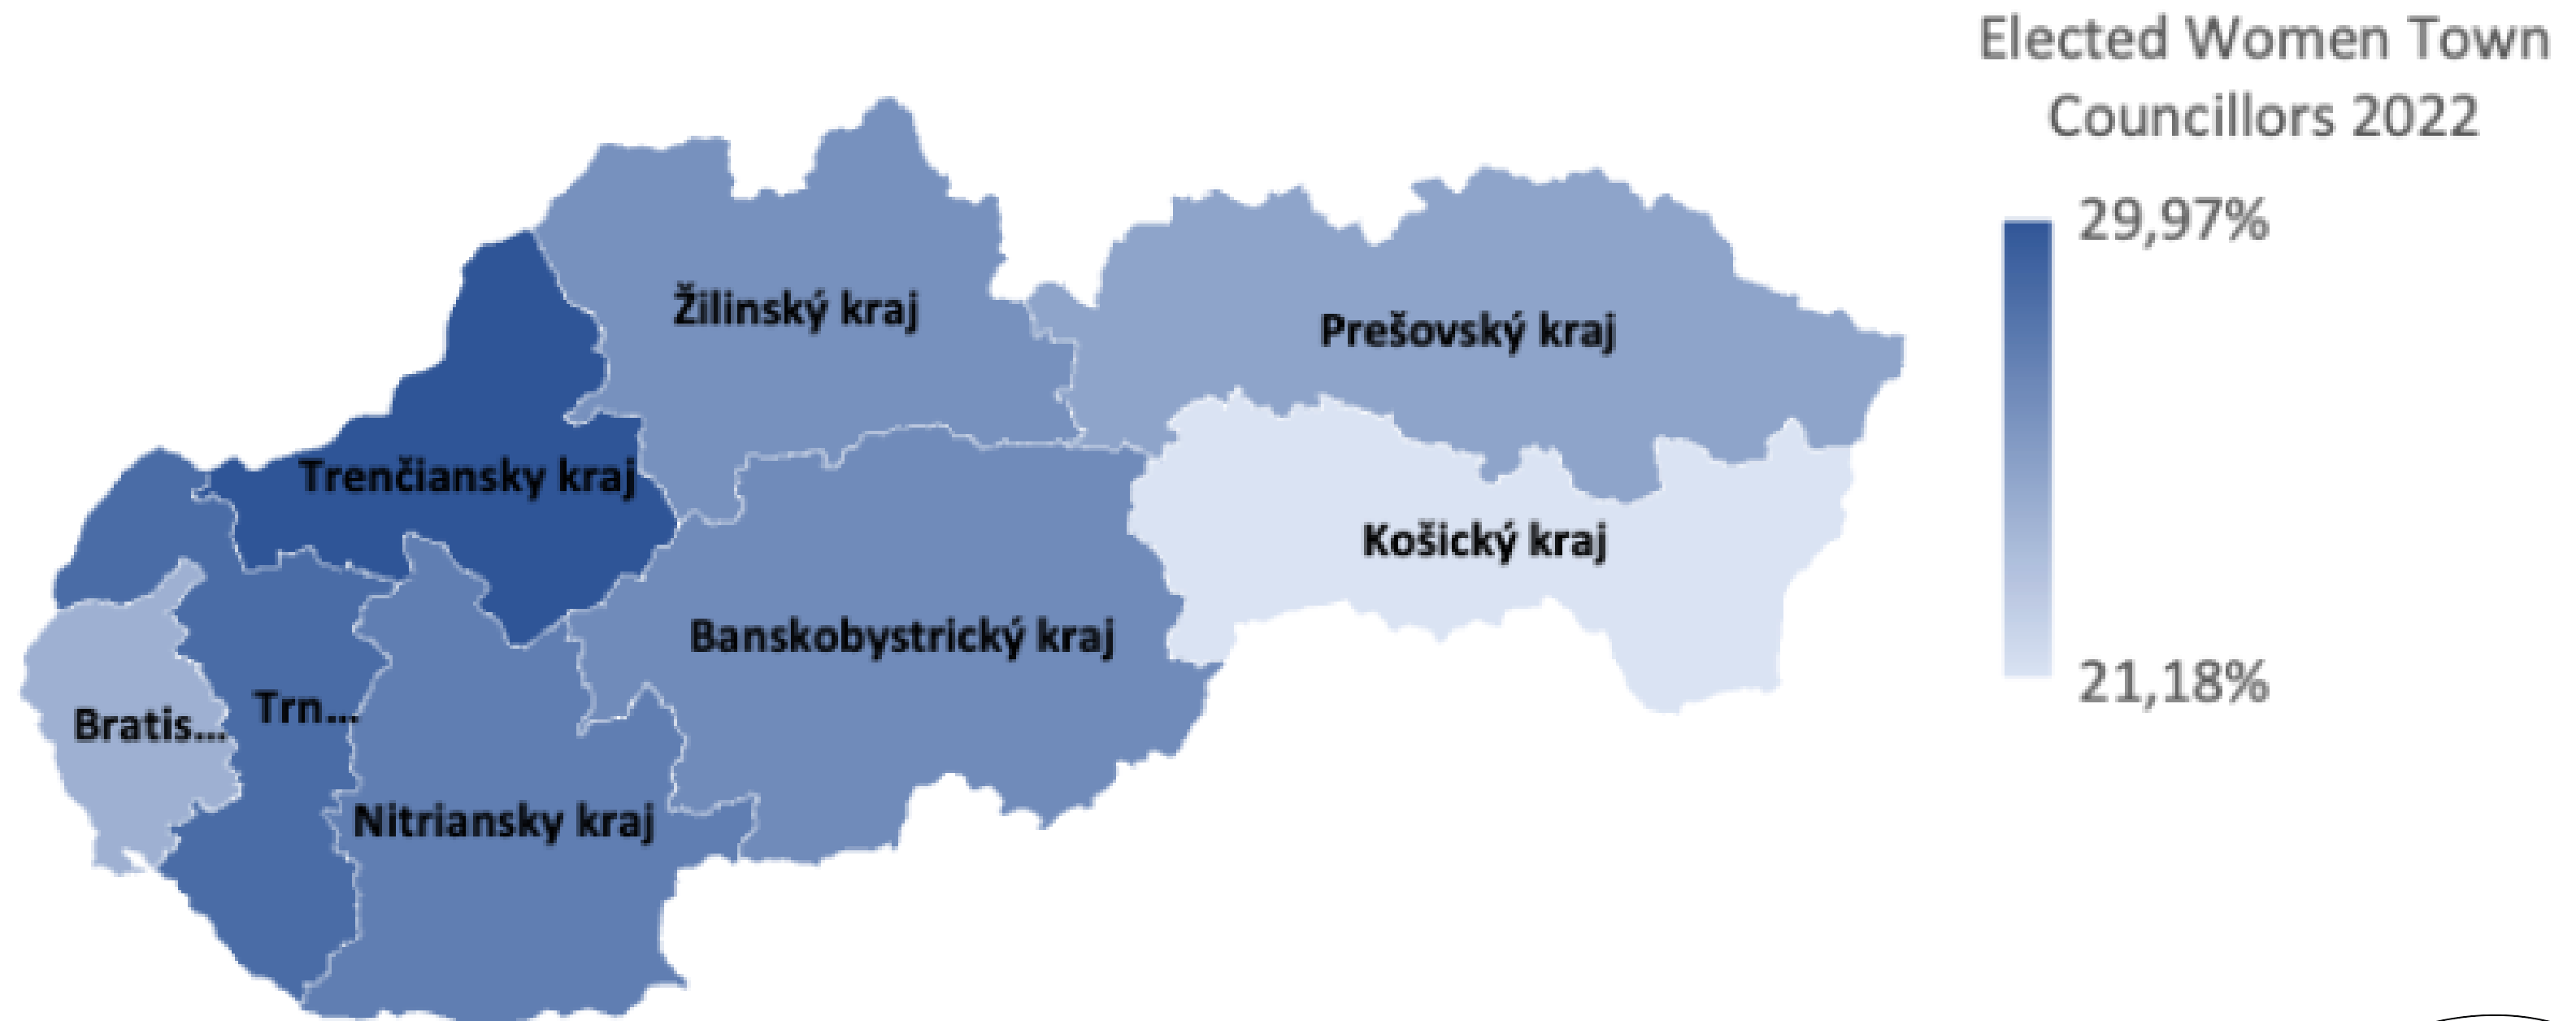 Elected Women Town
Councillors 2022
29,97%
21,18%
Žilinský kraj
Prešovský kraj
Trenčiansky kraj
Košický kraj
Banskobystrický kraj
Trn...
Bratis...
Nitriansky kraj